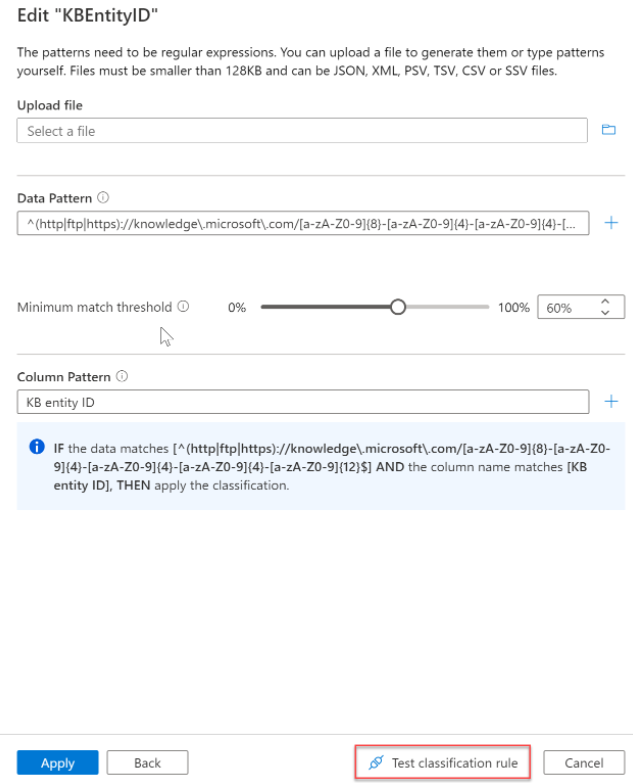 Edit "KBEntityID"
The patterns need to be regular expressions. You can upload a file to generate them or type patterns
yourself. Files must be smaller than 128KB and can be JSON, XML, PSV, TSV, CSV or SSV files.
Upload file
Select a file
Data Pattern
^(http|ftp|https)://knowledge\.microsoft\.com/[a-zA-Z0-9]{8}-[a-zA-Z0-9]{4}-[a-zA-Z0-9]{4}-[...
Minimum match threshold 0% 100% 60%
Column Pattern
KB entity ID
IF the data matches [^(http|ftp|https)://knowledge\.microsoft\.com/[a-zA-Z0-9]{8}-[a-zA-Z0-
9]{4}-[a-zA-Z0-9]{4}-[a-zA-Z0-9]{4}-[a-zA-Z0-9]{12}$] AND the column name matches [KB
entity ID], THEN apply the classification.
Apply Back Test classification rule Cancel